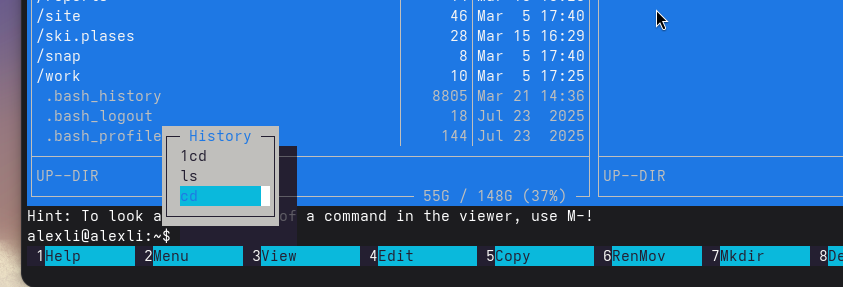 /site 46 Mar 5 17:40
/ski.plases 28 Mar 15 16:29
/snap 8 Mar 5 17:40
/work 10 Mar 5 17:25
.bash_history 8805 Mar 21 14:36
.bash_logout 18 Jul 23 2025
.bash_profile 144 Jul 23 2025
History
1cd
ls
cd
UP--DIR
UP--DIR
55G / 148G (37%)
Hint: To look a of a command in the viewer, use M-!
alexli@alexli:~$
1Help 2Menu 3View 4Edit 5Copy 6RenMov 7Mkdir 8De